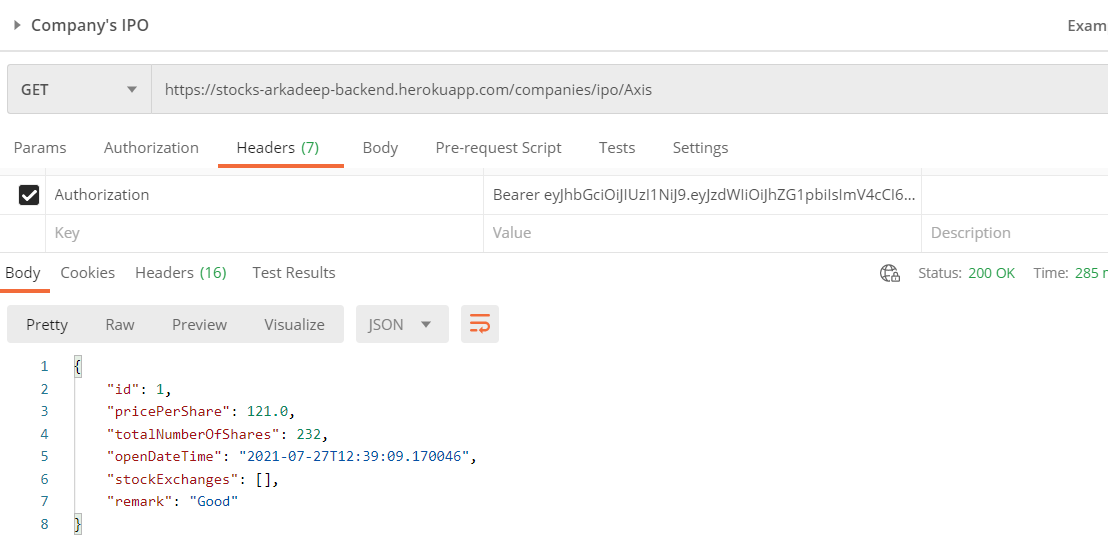 Company's IPO Exam
GET https://stocks-arkadeep-backend.herokuapp.com/companies/ipo/Axis
Params Authorization Headers (7) Body Pre-request Script Tests Settings
Authorization Bearer eyJhbGciOiJIUzI1NiJ9.eyJzdWIiOiJhZG1pbiIsImV4cCI6...
Key Value Description
Body Cookies Headers (16) Test Results Status: 200 OK Time: 285 r
Pretty Raw Preview Visualize JSON
1 {
2 "id": 1,
3 "pricePerShare": 121.0,
4 "totalNumberOfShares": 232,
5 "openDateTime": "2021-07-27T12:39:09.170046",
6 "stockExchanges": [],
7 "remark": "Good"
8 }